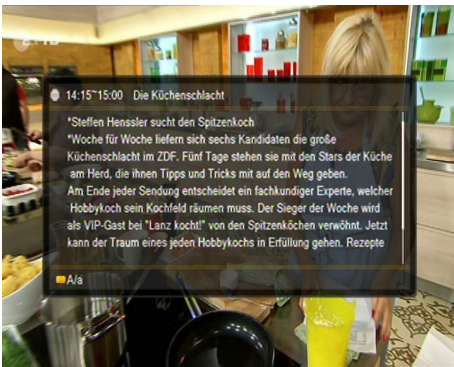 14:15~15:00 Die Küchenschlacht
*Steffen Henssler sucht den Spitzenkoch
*Woche für Woche liefern sich sechs Kandidaten die große
Küchenschlacht im ZDF. Fünf Tage stehen sie mit den Stars der Küche
am Herd, die ihnen Tipps und Tricks mit auf den Weg geben.
Am Ende jeder Sendung entscheidet ein fachkundiger Experte, welcher
Hobbykoch sein Kochfeld räumen muss. Der Sieger der Woche wird
als VIP-Gast bei "Lanz kocht!" von den Spitzenköchen verwöhnt. Jetzt
kann der Traum eines jeden Hobbykochs in Erfüllung gehen. Rezepte
A/a